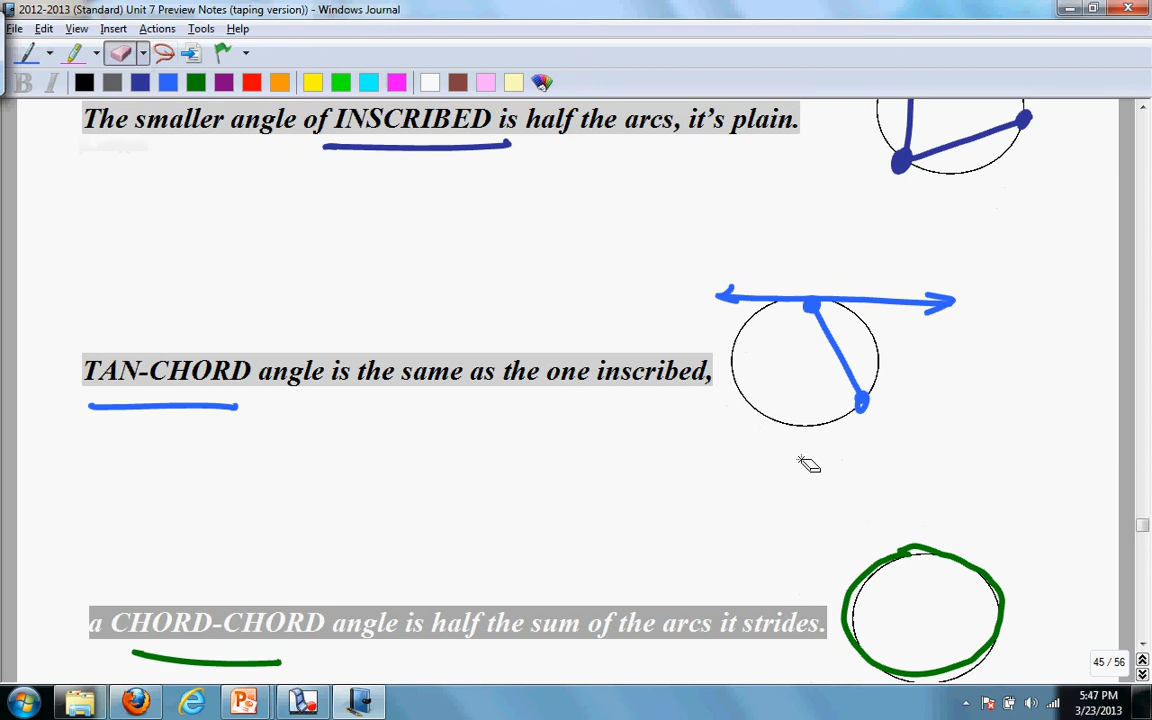 2012-2013 (Standard) Unit 7 Preview Notes (taping version)) - Windows Journal
File Edit View Insert Actions Tools Help
B I
The smaller angle of INSCRIBED is half the arcs, it's plain.
TAN-CHORD angle is the same as the one inscribed,
a CHORD-CHORD angle is half the sum of the arcs it strides.
45 / 56
5:47 PM
3/23/2013